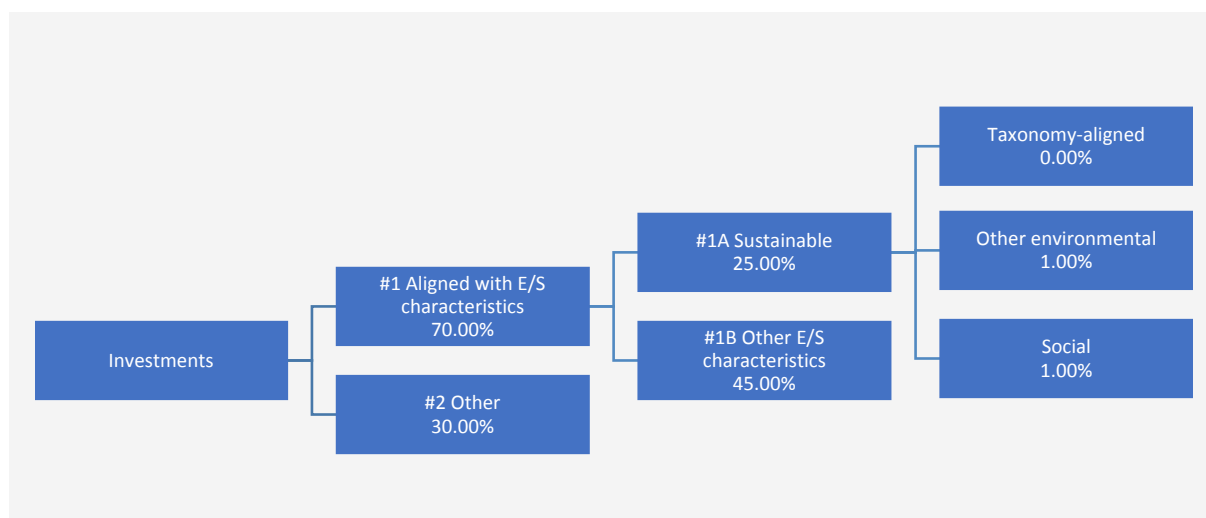 Investments
#1 Aligned with E/S
characteristics
70.00%
#2 Other
30.00%
#1A Sustainable
25.00%
#1B Other E/S
characteristics
45.00%
Taxonomy-aligned
0.00%
Other environmental
1.00%
Social
1.00%